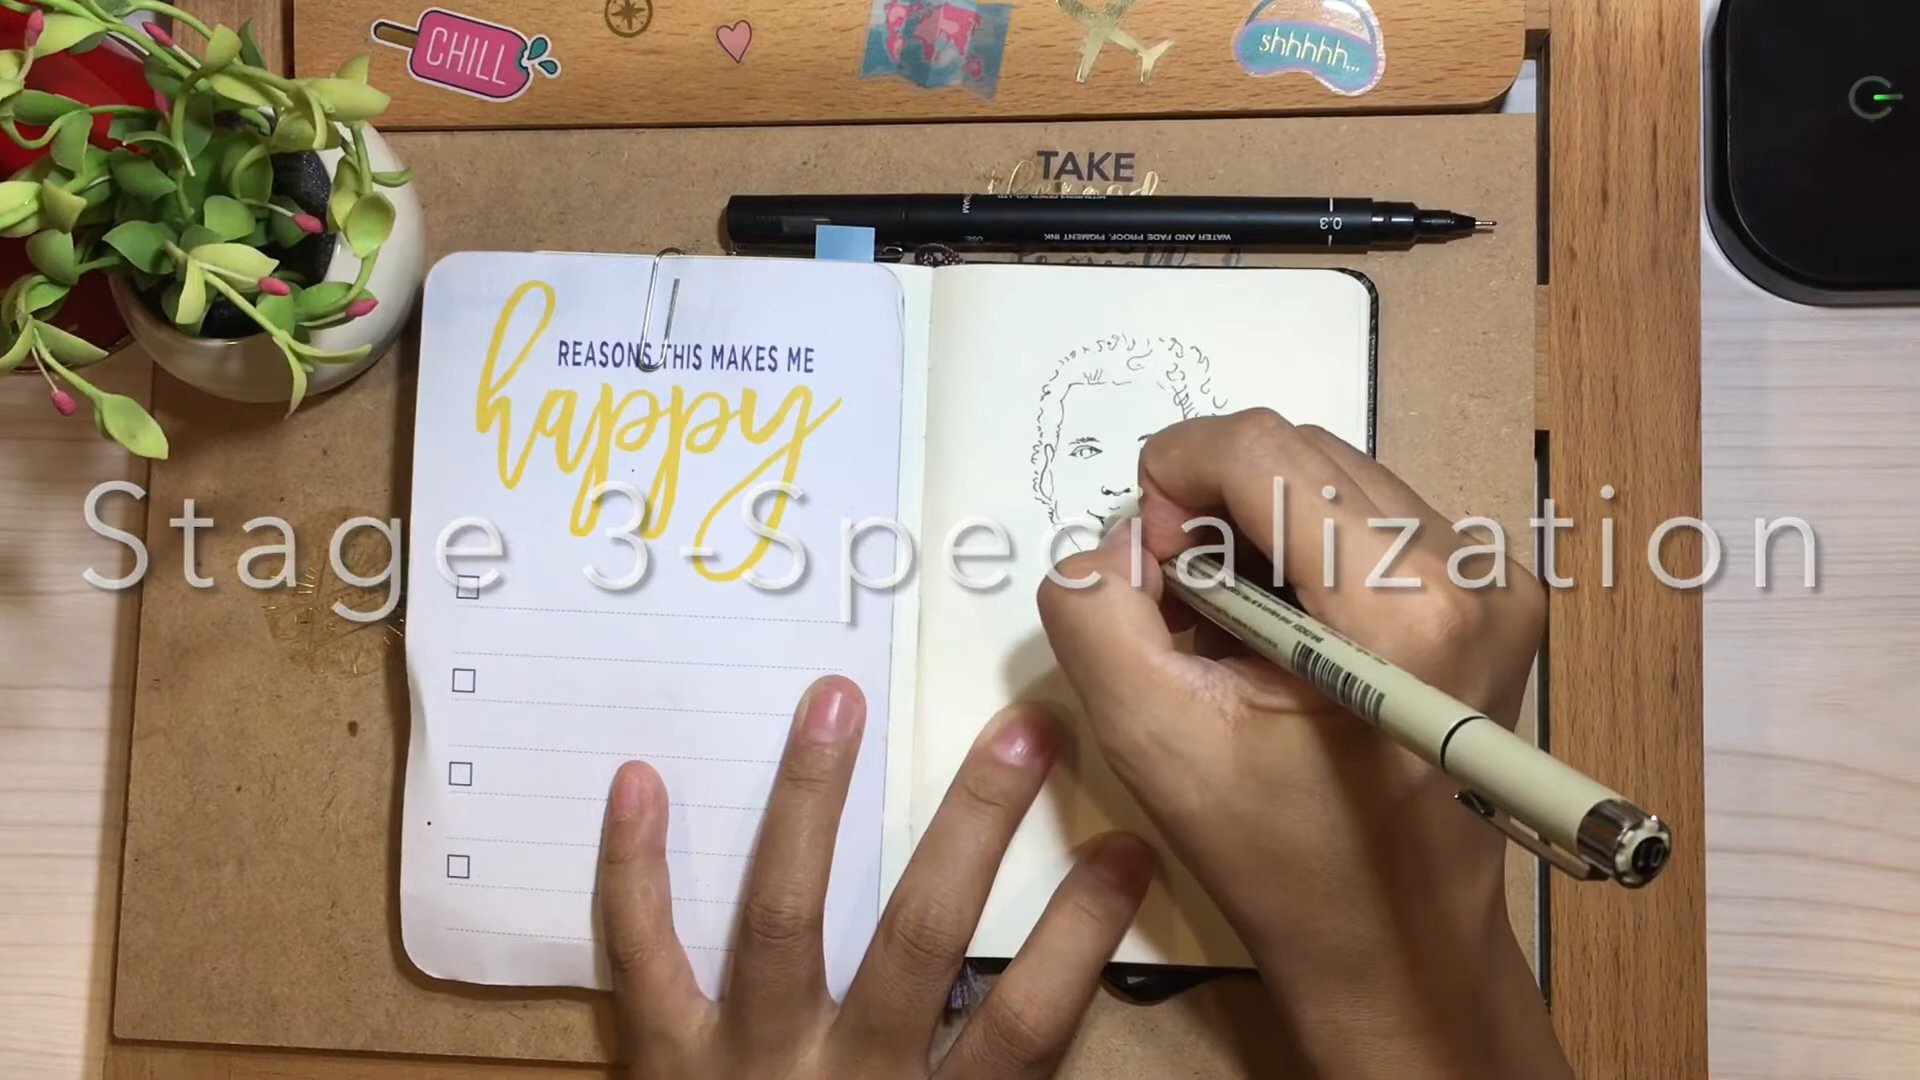 CHILL
shhhhh...
TAKE
WATER AND FADE PROOF, PIGMENT INK
0.3
REASONS THIS MAKES ME
happy
Stage 3-Specialization